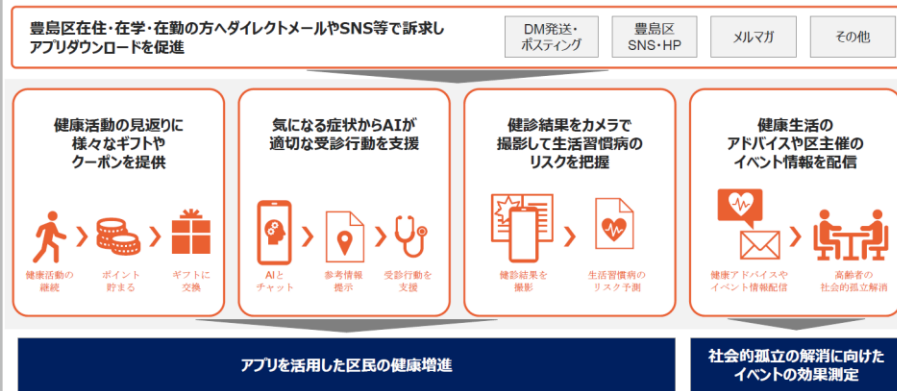 豊島区在住・在学・在勤の方へダイレクトメールやSNS等で訴求し
アプリダウンロードを促進
DM発送・
ポスティング
豊島区
SNS・HP
メルマガ
その他
健康活動の見返りに
様々なギフトや
クーポンを提供
健康活動の
継続
ポイント
貯まる
ギフトに
交換
気になる症状からAIが
適切な受診行動を支援
AIと
チャット
参考情報
提示
受診行動を
支援
健診結果をカメラで
撮影して生活習慣病の
リスクを把握
健診結果を
撮影
生活習慣病の
リスク予測
健康生活の
アドバイスや区主催の
イベント情報を配信
健康アドバイスや
イベント情報配信
高齢者の
社会的孤立解消
アプリを活用した区民の健康増進
社会的孤立の解消に向けた
イベントの効果測定